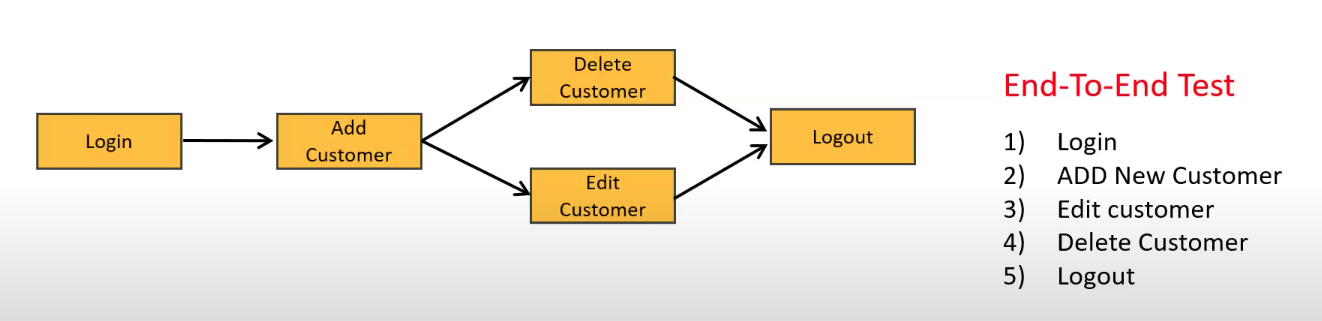 Login
Add
Customer
Delete
Customer
Edit
Customer
Logout
End-To-End Test
1) Login
2) ADD New Customer
3) Edit customer
4) Delete Customer
5) Logout